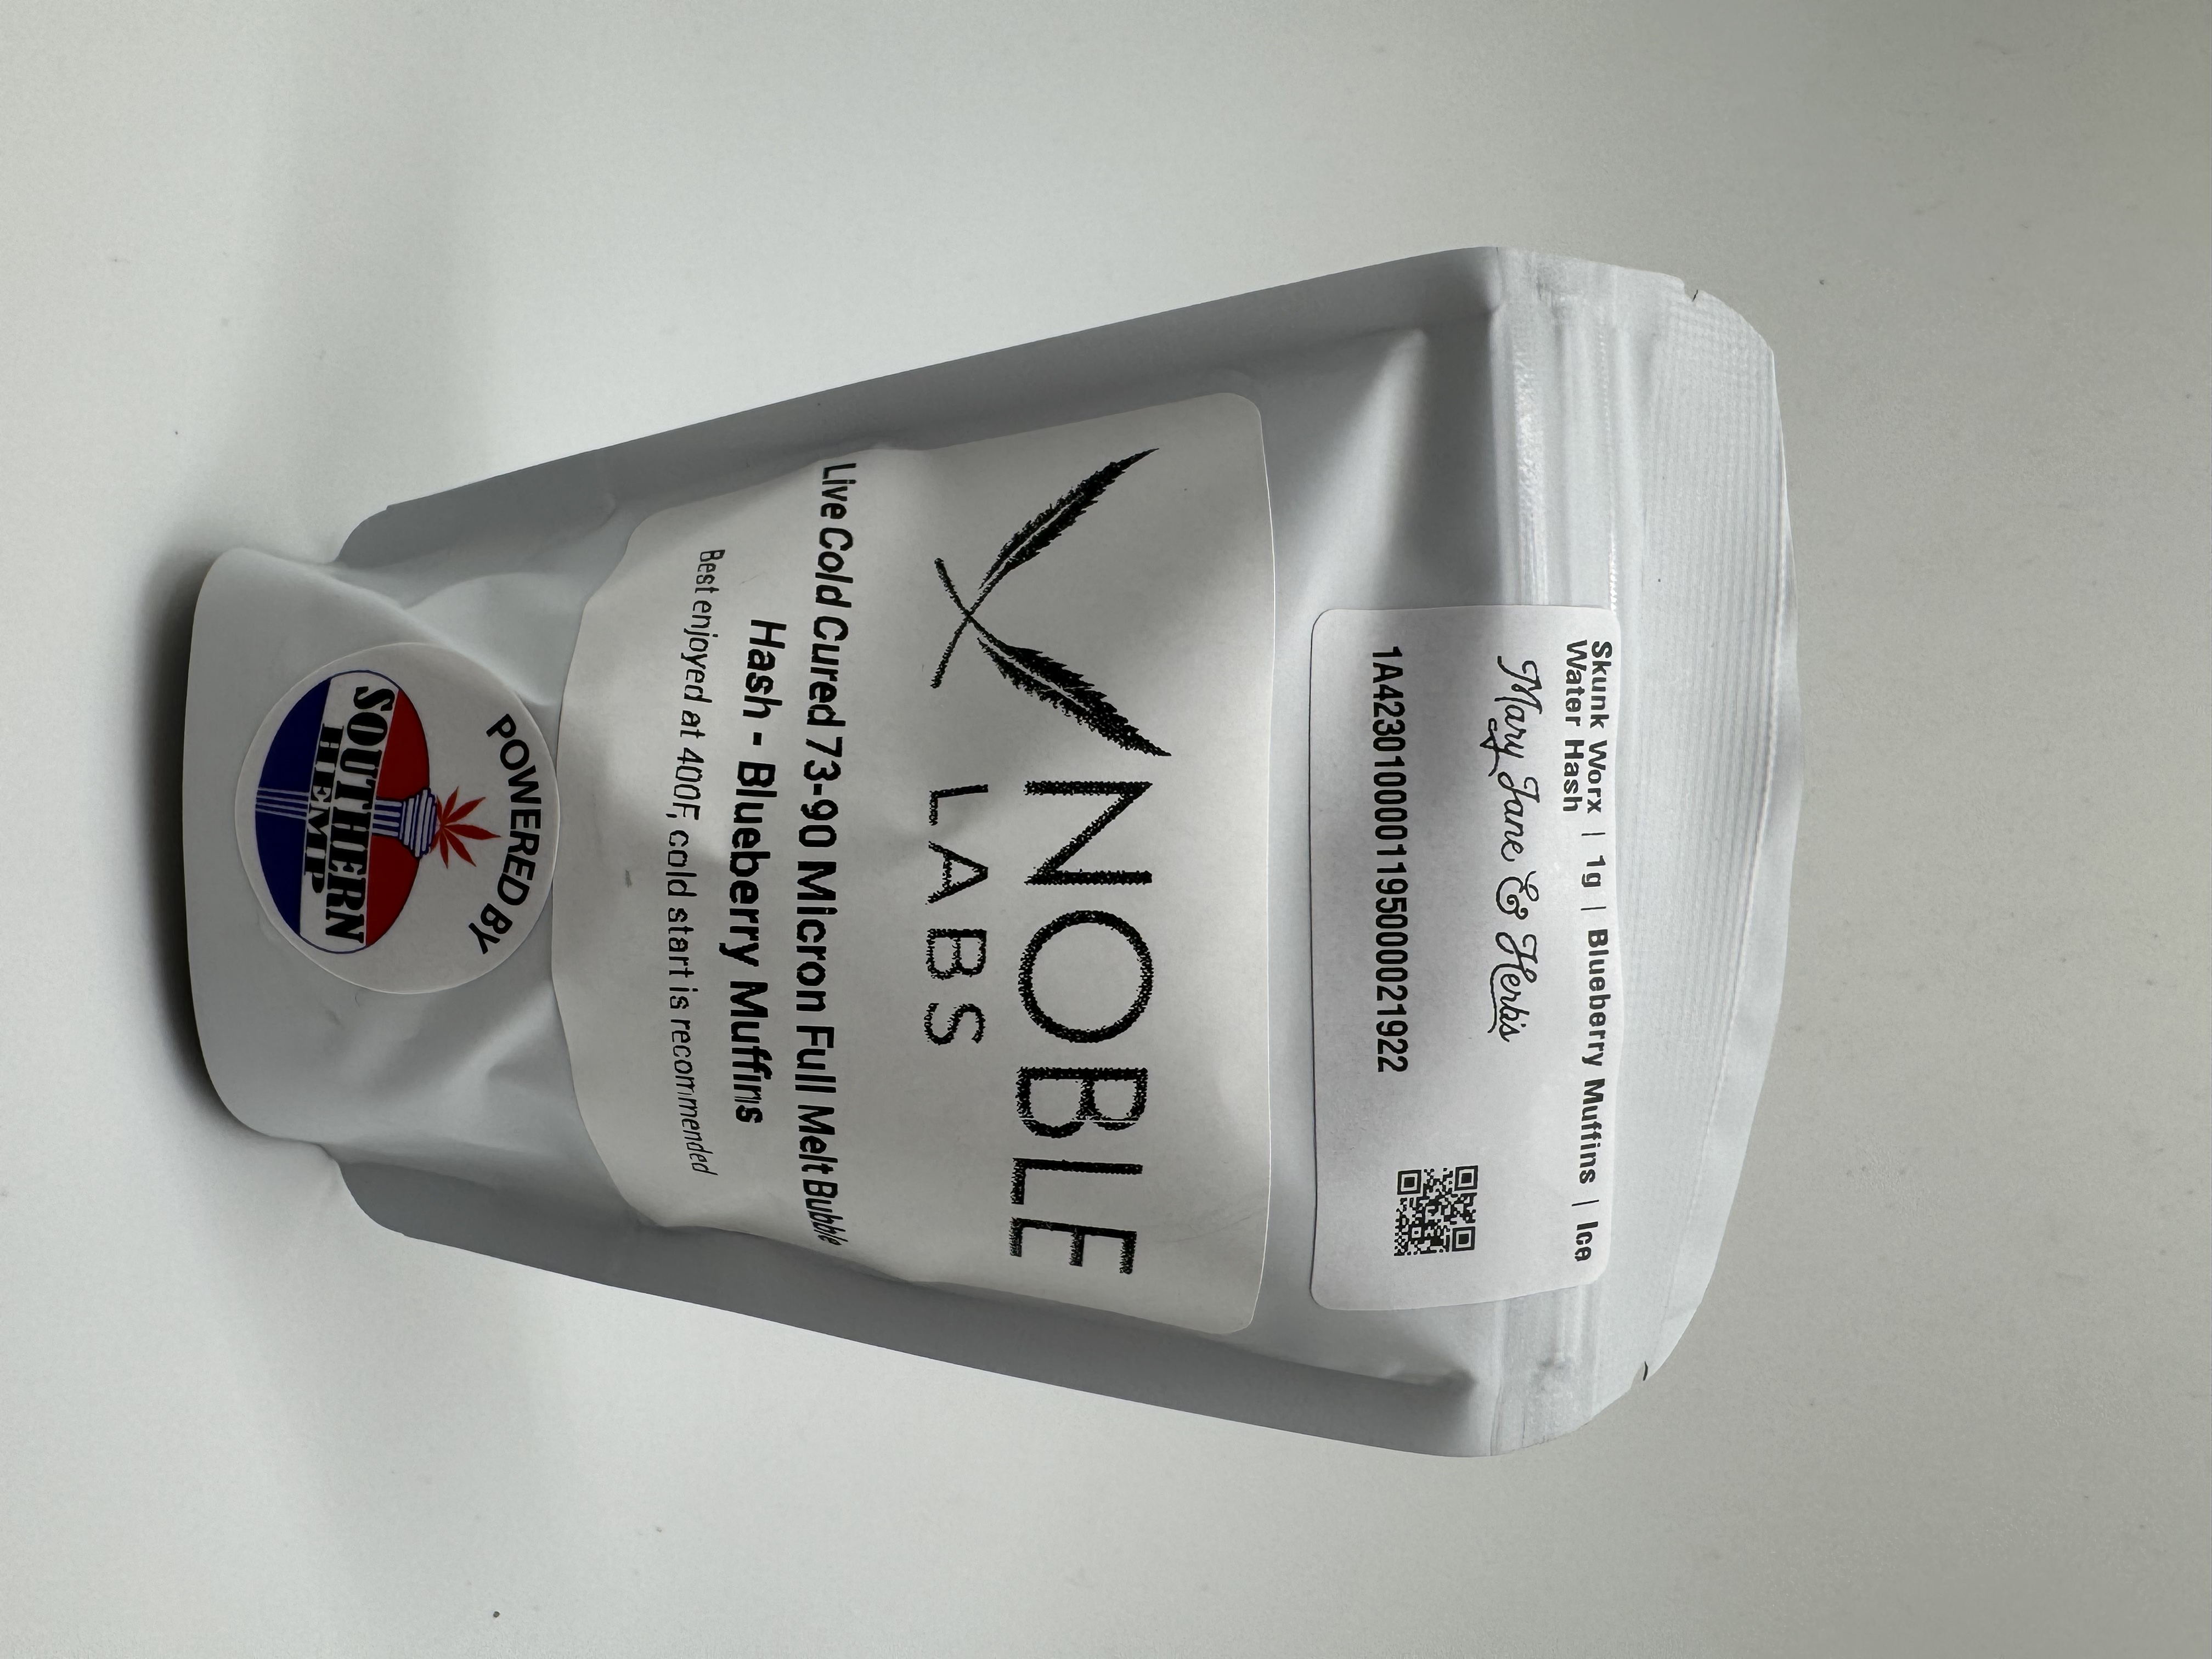 Skunk Worx | 1g | Blueberry Muffins | Ice
Water Hash
Mary Jane & Herb's
1A4230100001195000021922
NOBLE
LABS
Live Cold Cured 73-90 Micron Full Melt Bubble
Hash - Blueberry Muffins
Best enjoyed at 400F, cold start is recommended
POWERED BY
SOUTHERN
HEMP